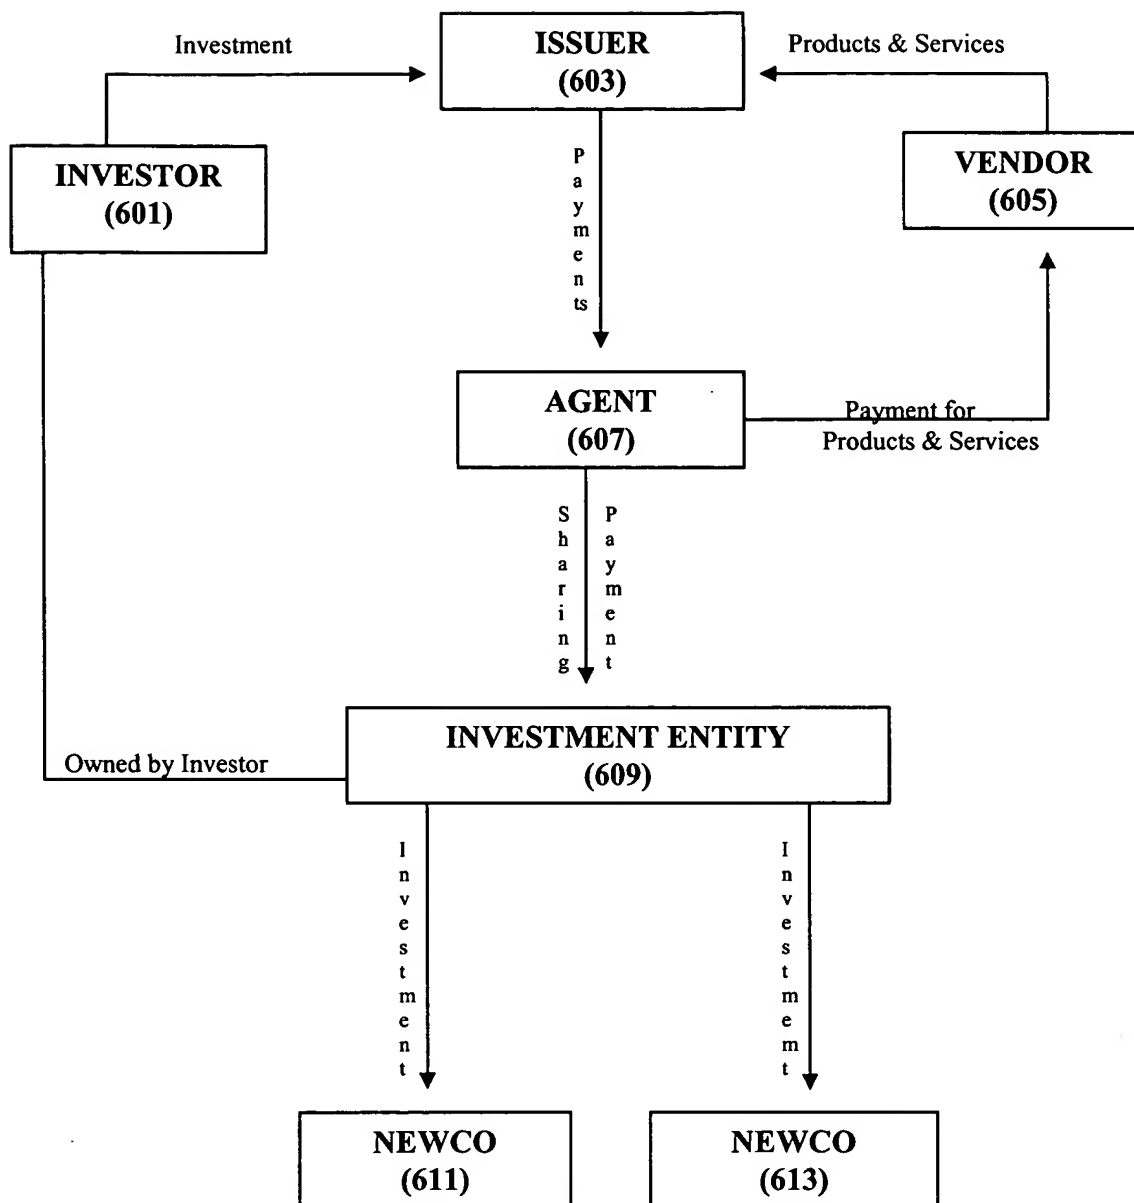 Investment
ISSUER
(603)
Products & Services
INVESTOR
(601)
VENDOR
(605)
Payments
AGENT
(607)
Payment for
Products & Services
Sharing
Payment
INVESTMENT ENTITY
(609)
Owned by Investor
Investment
Investmemt
NEWCO
(611)
NEWCO
(613)